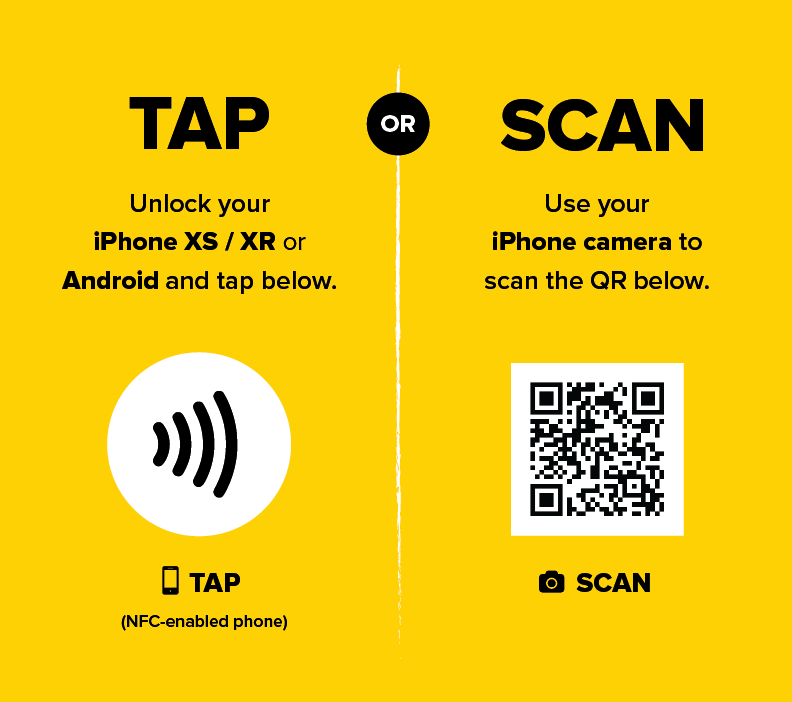 TAP
Unlock your
iPhone XS / XR or
Android and tap below.
TAP
(NFC-enabled phone)
OR
SCAN
Use your
iPhone camera to
scan the QR below.
SCAN